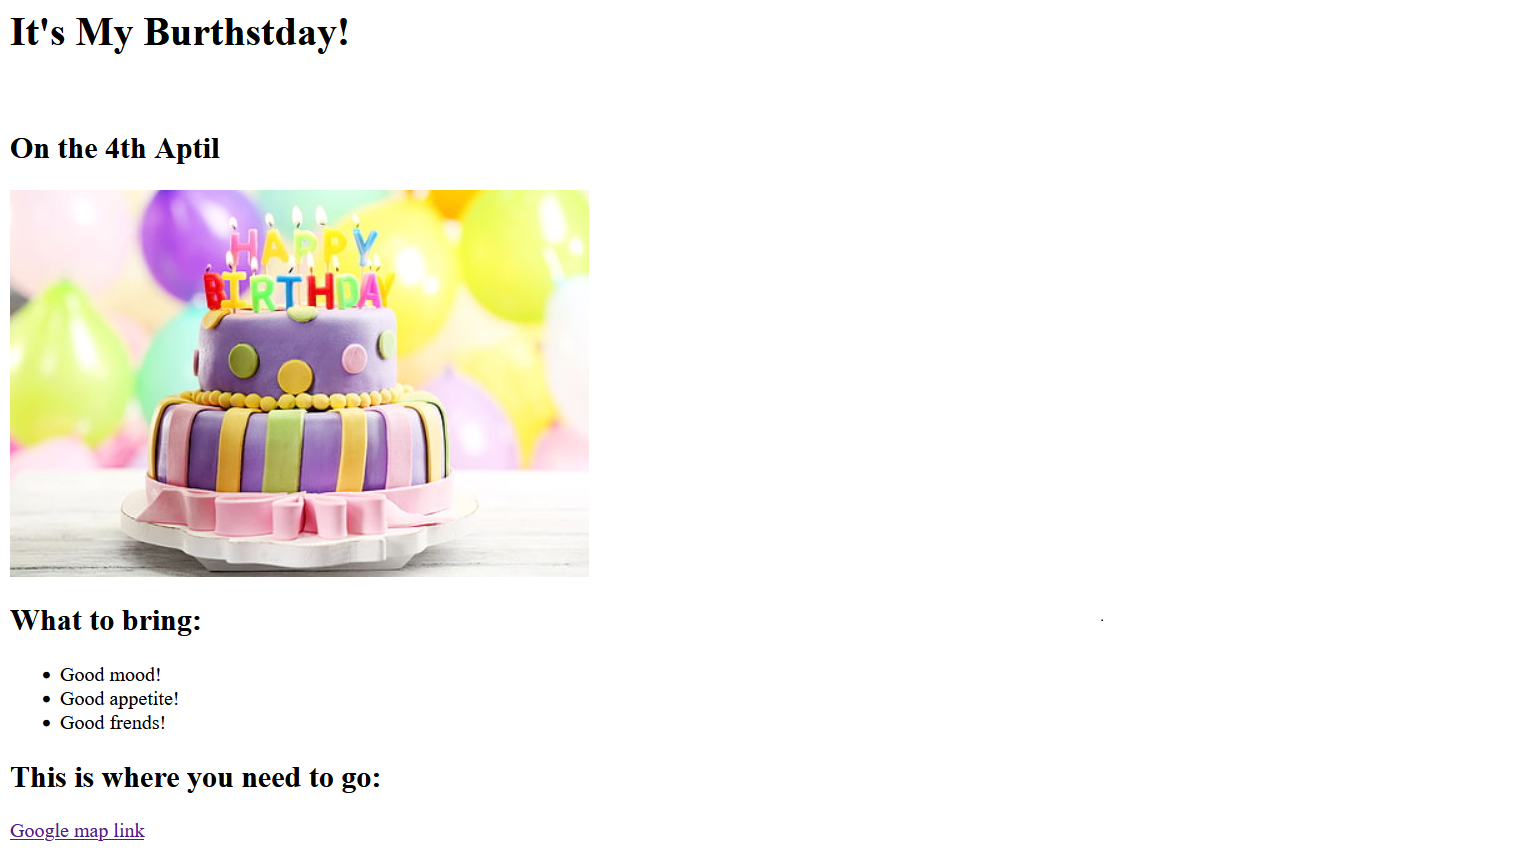 It's My Burthstday!
On the 4th Aptil
HAPPY
BIRTHDAY
What to bring:
Good mood!
Good appetite!
Good frends!
This is where you need to go:
Google map link